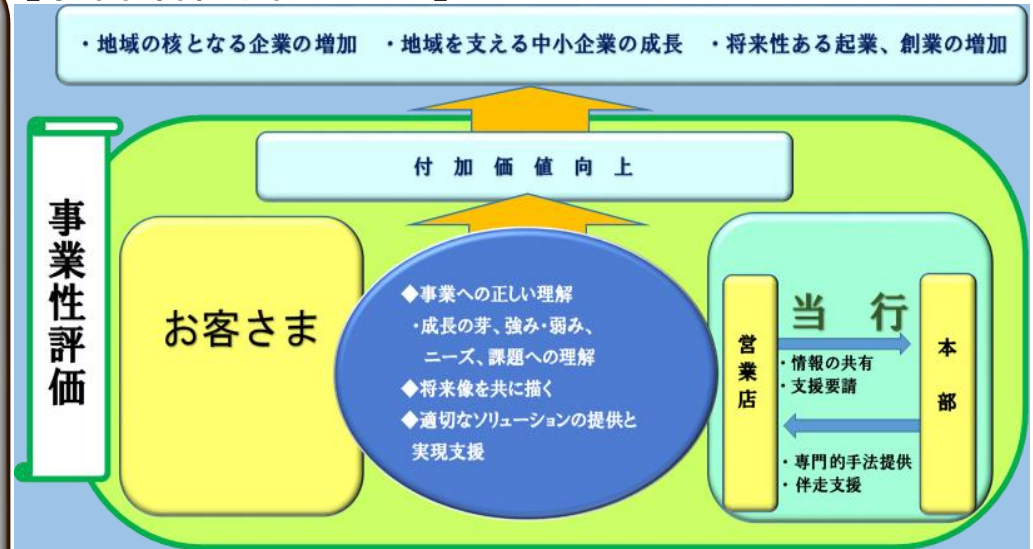 ・地域の核となる企業の増加 ・地域を支える中小企業の成長 ・将来性ある起業、創業の増加
付加価値向上
事業性評価
お客さま
◆事業への正しい理解
・成長の芽、強み・弱み、
ニーズ、課題への理解
◆将来像を共に描く
◆適切なソリューションの提供と
実現支援
当 行
営業店
・情報の共有
・支援要請
・専門的手法提供
・伴走支援
本部